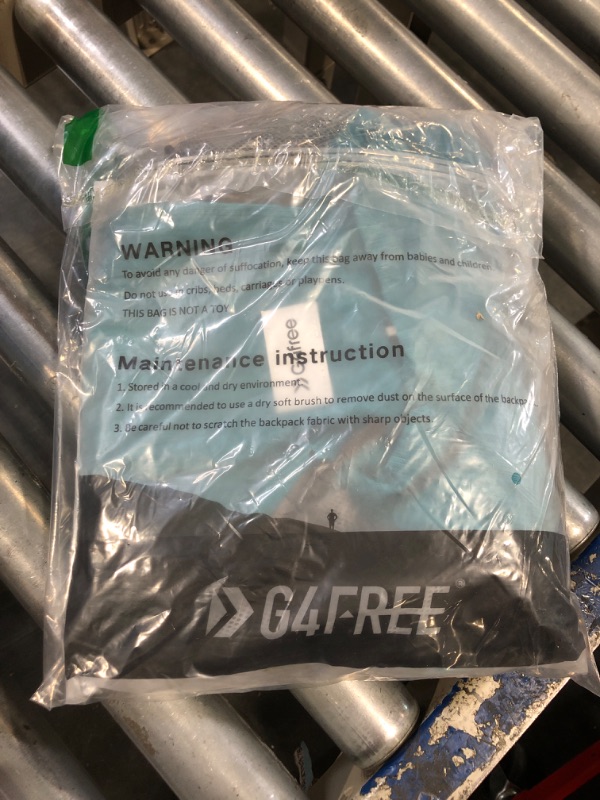 WARNING
To avoid any danger of suffocation, keep this bag away from babies and children.
Do not use in cribs, beds, carriages or playpens.
THIS BAG IS NOT A TOY.
G4free
Maintenance instruction
1. Stored in a cool and dry environment.
2. It is recommended to use a dry soft brush to remove dust on the surface of the backpa
3. Be careful not to scratch the backpack fabric with sharp objects.
G4FREE®